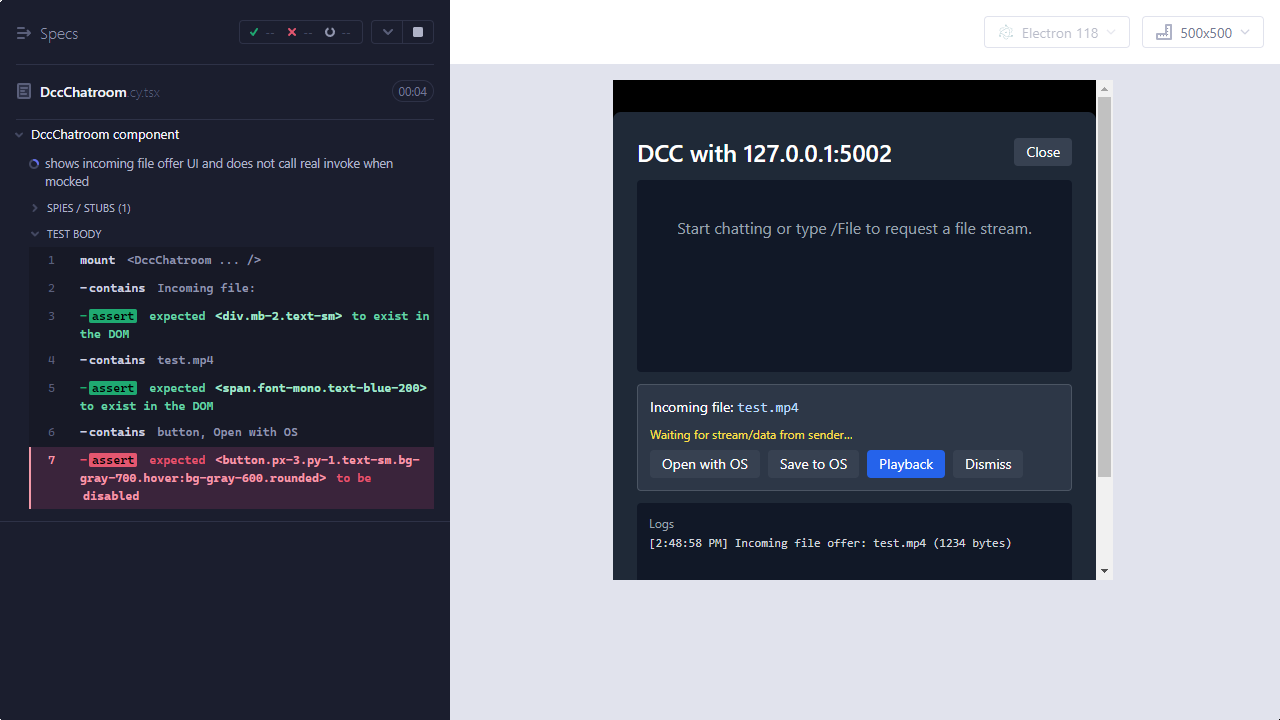 Specs
-- -- --
DccChatroom.cy.tsx
00:04
DccChatroom component
shows incoming file offer UI and does not call real invoke when
mocked
SPIES / STUBS (1)
TEST BODY
1 mount <DccChatroom ... />
2 -contains Incoming file:
3 -assert expected <div.mb-2.text-sm> to exist in
the DOM
4 -contains test.mp4
5 -assert expected <span.font-mono.text-blue-200>
to exist in the DOM
6 -contains button, Open with OS
7 -assert expected <button.px-3.py-1.text-sm.bg-
gray-700.hover:bg-gray-600.rounded> to be
disabled
Electron 118
500x500
DCC with 127.0.0.1:5002
Close
Start chatting or type /File to request a file stream.
Incoming file: test.mp4
Waiting for stream/data from sender...
Open with OS Save to OS Playback Dismiss
Logs
[2:48:58 PM] Incoming file offer: test.mp4 (1234 bytes)